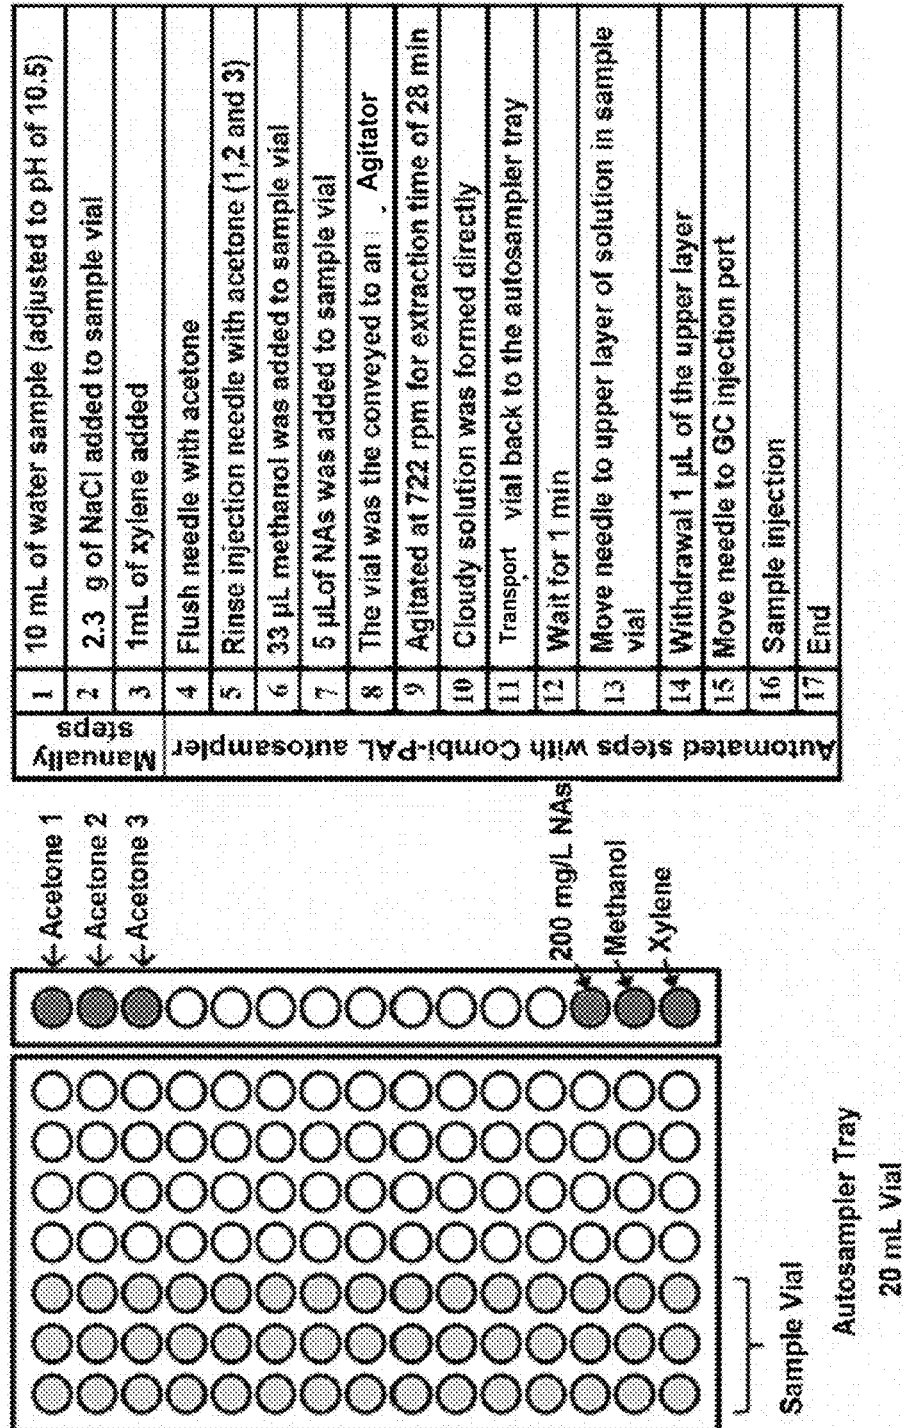 Acetone 1
Acetone 2
Acetone 3
200 mg/L NAs
Methanol
Xylene
Sample Vial
Autosampler Tray
20 mL Vial
Manually
steps
1 10 mL of water sample (adjusted to pH of 10.5)
2 2.3 g of NaCl added to sample vial
3 1mL of xylene added
Automated steps with Combi-PAL autosampler
4 Flush needle with acetone
5 Rinse injection needle with acetone (1,2 and 3)
6 33 µL methanol was added to sample vial
7 5 µLof NAs was added to sample vial
8 The vial was the conveyed to an Agitator
9 Agitated at 722 rpm for extraction time of 28 min
10 Cloudy solution was formed directly
11 Transport vial back to the autosampler tray
12 Wait for 1 min
13 Move needle to upper layer of solution in sample
vial
14 Withdrawal 1 µL of the upper layer
15 Move needle to GC injection port
16 Sample injection
17 End